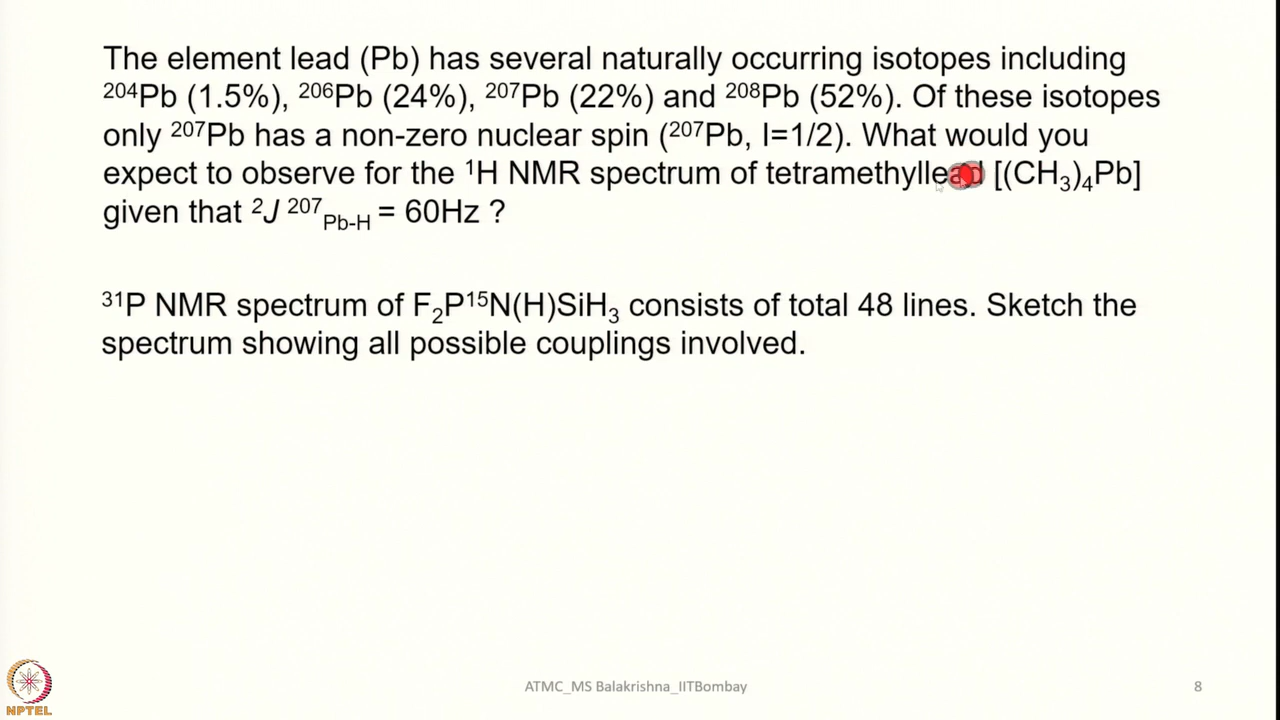 The element lead (Pb) has several naturally occurring isotopes including
²⁰⁴Pb (1.5%), ²⁰⁶Pb (24%), ²⁰⁷Pb (22%) and ²⁰⁸Pb (52%). Of these isotopes
only ²⁰⁷Pb has a non-zero nuclear spin (²⁰⁷Pb, I=1/2). What would you
expect to observe for the ¹H NMR spectrum of tetramethyllead [(CH₃)₄Pb]
given that ²J ²⁰⁷Pb-H = 60Hz ?
³¹P NMR spectrum of F₂P¹⁵N(H)SiH₃ consists of total 48 lines. Sketch the
spectrum showing all possible couplings involved.
NPTEL
ATMC_MS Balakrishna_IITBombay
8